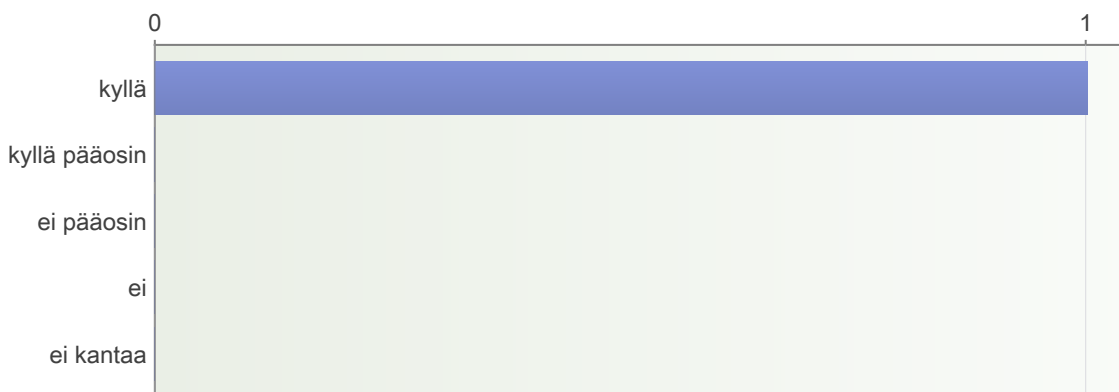 0 1
kyllä
kyllä pääosin
ei pääosin
ei
ei kantaa